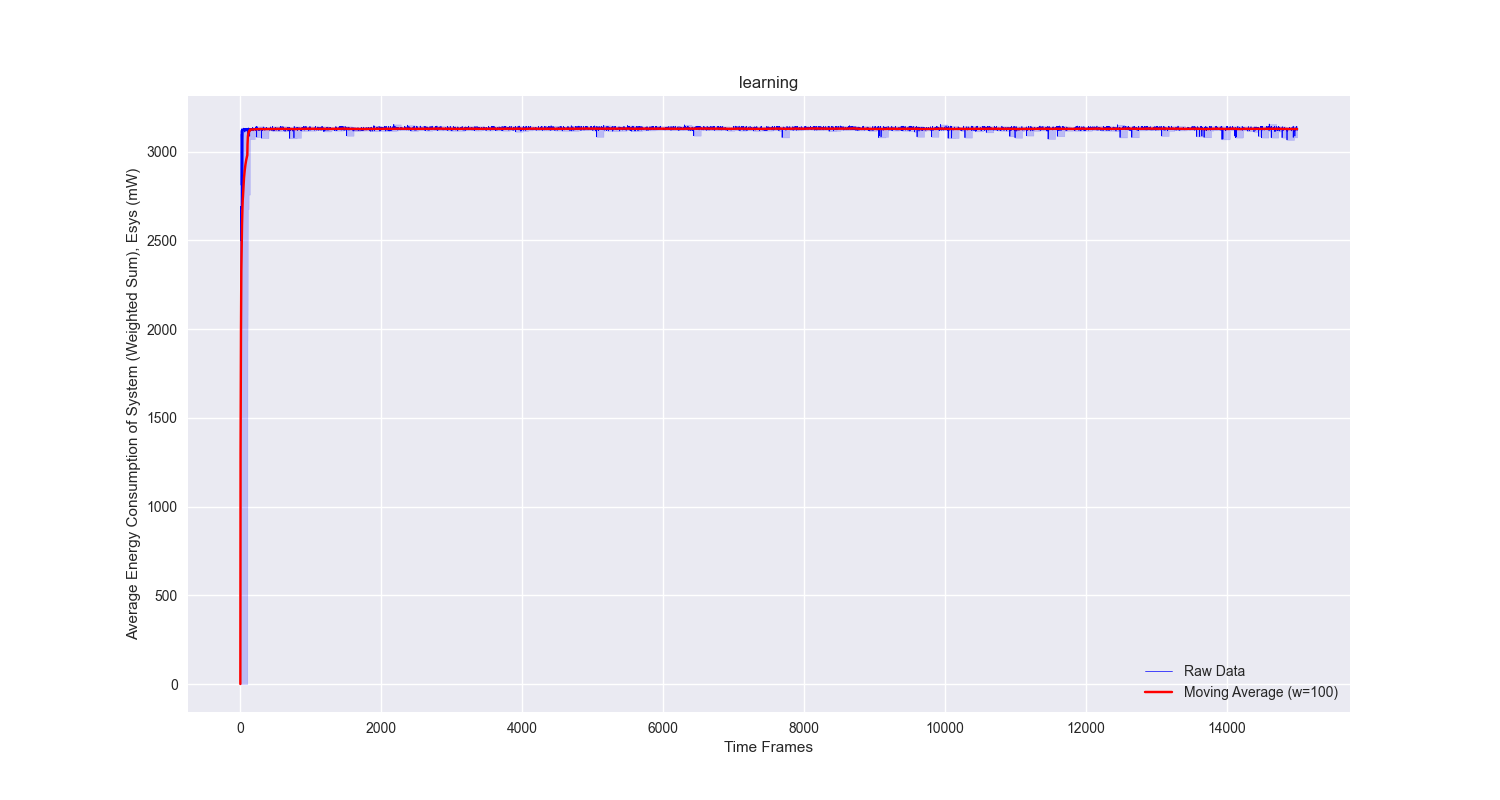 learning
Average Energy Consumption of System (Weighted Sum), Esys (mW)
3000
2500
2000
1500
1000
500
0
0 2000 4000 6000 8000 10000 12000 14000
Time Frames
Raw Data
Moving Average (w=100)